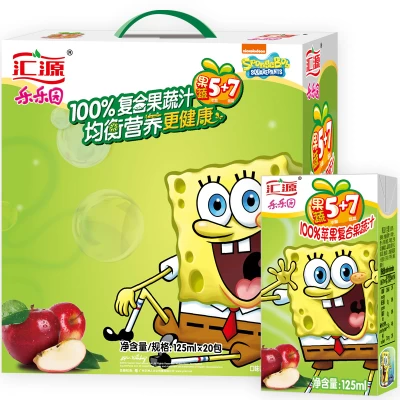 汇源
乐乐园
nickelodeon
SpongeBob
SQUAREPANTS
果蔬5+7
100%复合果蔬汁
均衡营养更健康
净含量/规格:125ml×20包
汇源
乐乐园
果蔬5+7
100%苹果复合果蔬汁
净含量:125ml